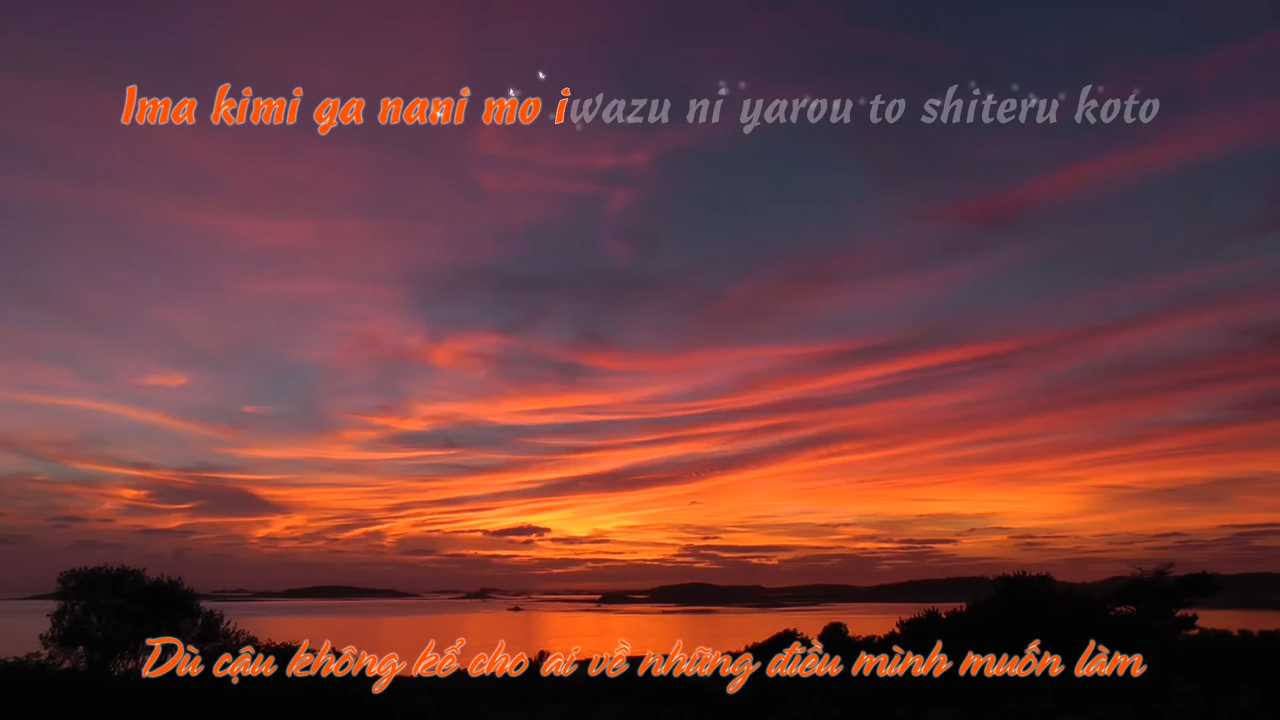 Ima kimi ga nani mo iwazu ni yarou to shiteru koto
Dù cậu không kể cho ai về những điều mình muốn làm